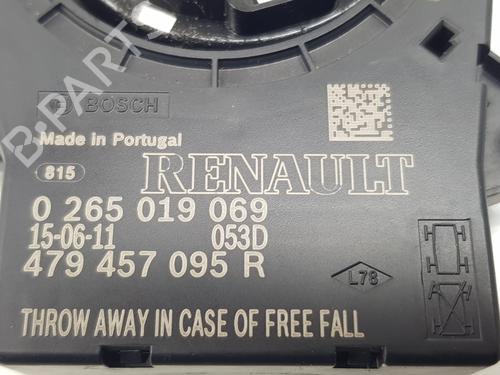 BOSCH
Made in Portugal
815
RENAULT
0 265 019 069
15-06-11 053D
479 457 095 R
L78
THROW AWAY IN CASE OF FREE FALL
B-PARTS